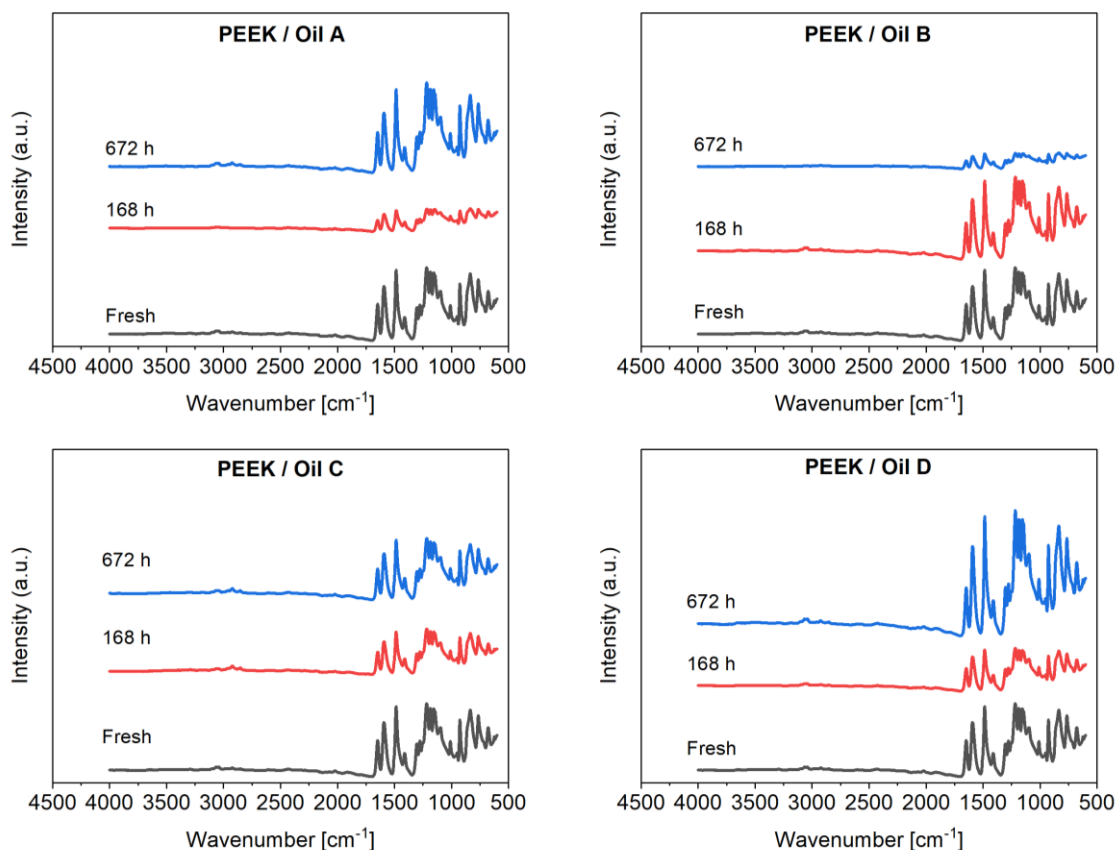 PEEK / Oil A
Intensity (a.u.)
672 h
168 h
Fresh
4500 4000 3500 3000 2500 2000 1500 1000 500
Wavenumber [cm⁻¹]
PEEK / Oil B
Intensity (a.u.)
672 h
168 h
Fresh
4500 4000 3500 3000 2500 2000 1500 1000 500
Wavenumber [cm⁻¹]
PEEK / Oil C
Intensity (a.u.)
672 h
168 h
Fresh
4500 4000 3500 3000 2500 2000 1500 1000 500
Wavenumber [cm⁻¹]
PEEK / Oil D
Intensity (a.u.)
672 h
168 h
Fresh
4500 4000 3500 3000 2500 2000 1500 1000 500
Wavenumber [cm⁻¹]